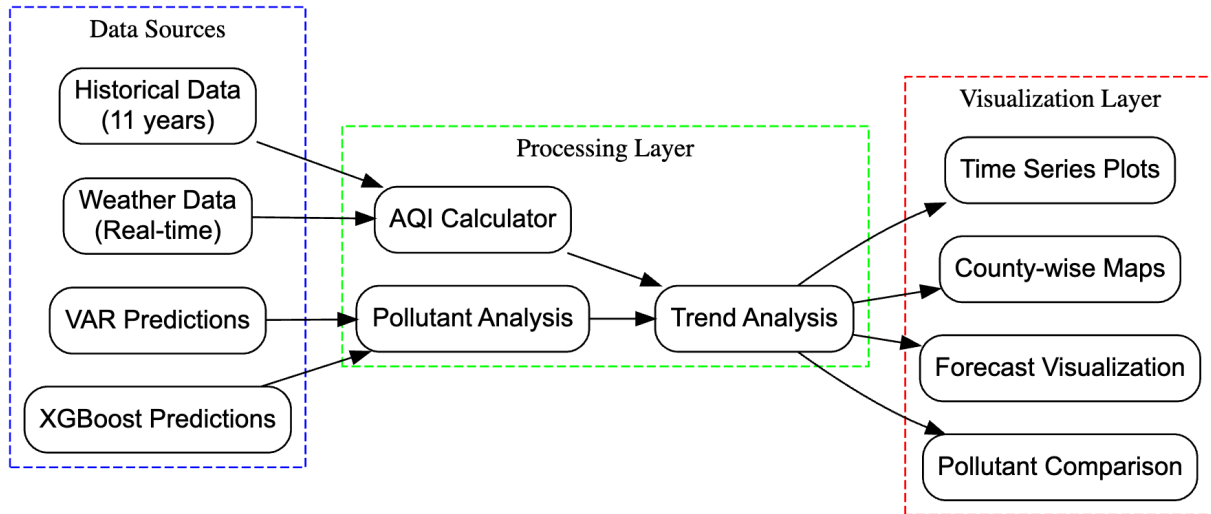 Data Sources
Historical Data
(11 years)
Weather Data
(Real-time)
VAR Predictions
XGBoost Predictions
Processing Layer
AQI Calculator
Pollutant Analysis
Trend Analysis
Visualization Layer
Time Series Plots
County-wise Maps
Forecast Visualization
Pollutant Comparison